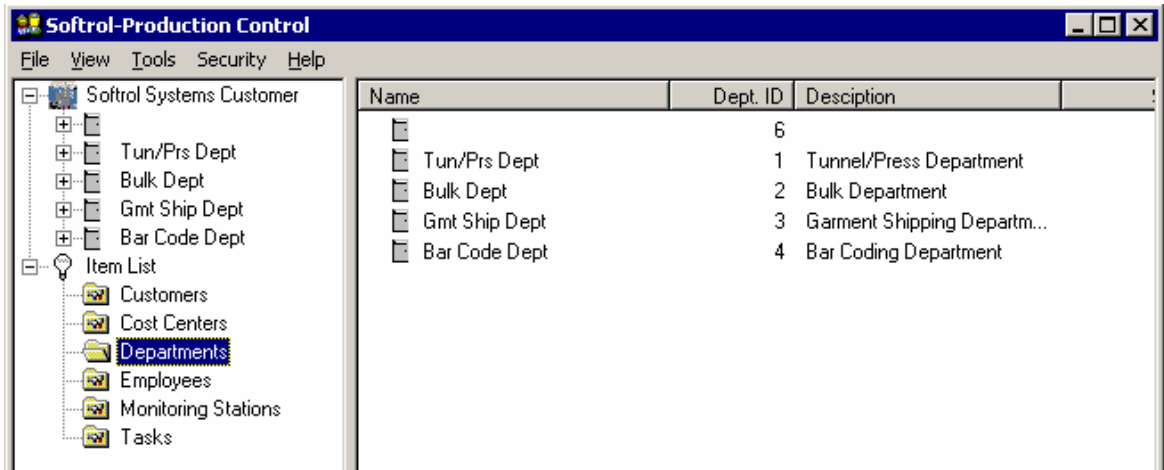 Softrol-Production Control
File View Tools Security Help
Softrol Systems Customer
Tun/Prs Dept
Bulk Dept
Gmt Ship Dept
Bar Code Dept
Item List
Customers
Cost Centers
Departments
Employees
Monitoring Stations
Tasks
Name Dept. ID Desciption
6
Tun/Prs Dept 1 Tunnel/Press Department
Bulk Dept 2 Bulk Department
Gmt Ship Dept 3 Garment Shipping Departm...
Bar Code Dept 4 Bar Coding Department